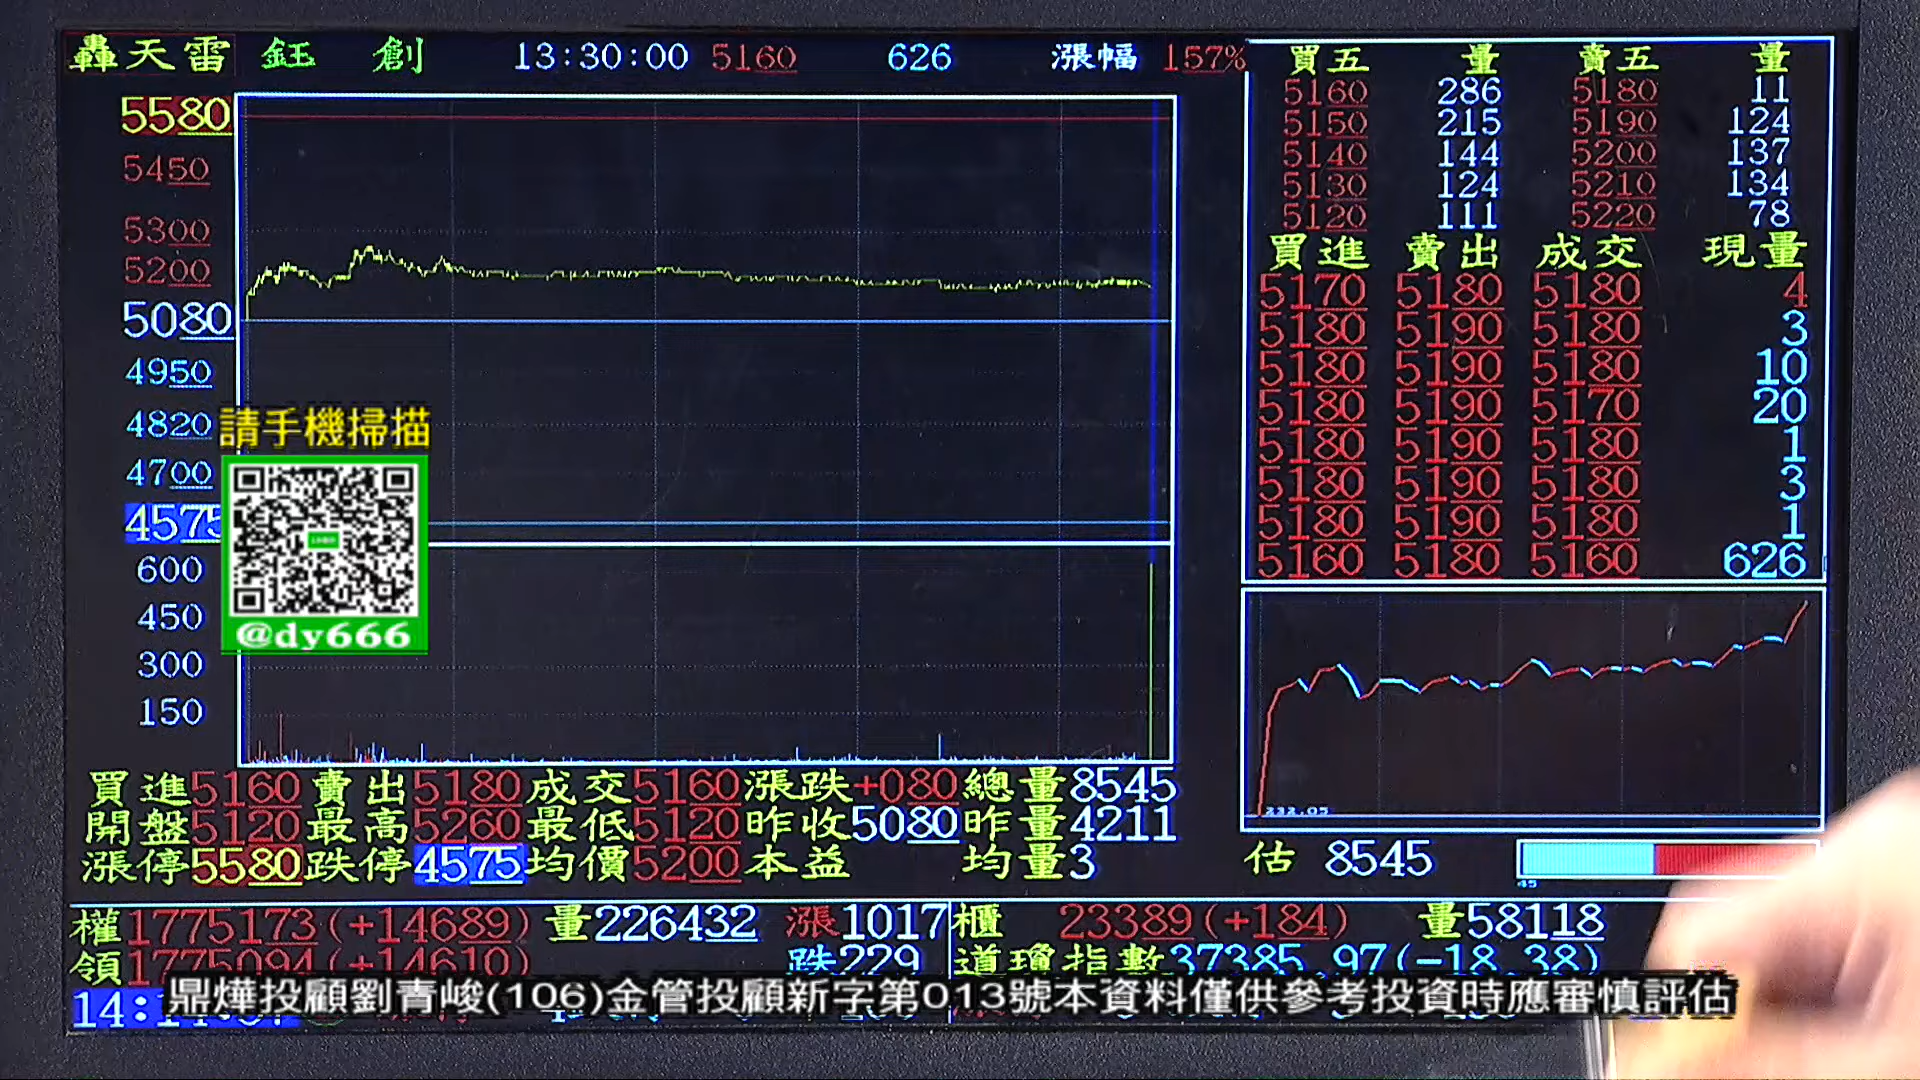 轟天雷 鈺 創 13:30:00 5160 626 漲幅 157%
買五 量 賣五 量
5160 286 5180 11
5150 215 5190 124
5140 144 5200 137
5130 124 5210 134
5120 111 5220 78
買進 賣出 成交 現量
5170 5180 5180 4
5180 5190 5180 3
5180 5190 5180 10
5180 5190 5170 20
5180 5190 5180 1
5180 5190 5180 3
5180 5190 5180 1
5160 5180 5160 626
5580
5450
5300
5200
5080
4950
4820
4700
4575
600
450
300
150
請手機掃描
@dy666
232.05
買進5160 賣出5180 成交5160 漲跌+080 總量8545
開盤5120 最高5260 最低5120 昨收5080 昨量4211
漲停5580 跌停4575 均價5200 本益 均量3
估 8545
權1775173(+14689) 量226432 漲1017
領1775094(+14610) 跌229
櫃 23389(+184) 量58118
道瓊指數37385.97(-18.38)
鼎燁投顧劉青峻(106)金管投顧新字第013號本資料僅供參考投資時應審慎評估
14:1